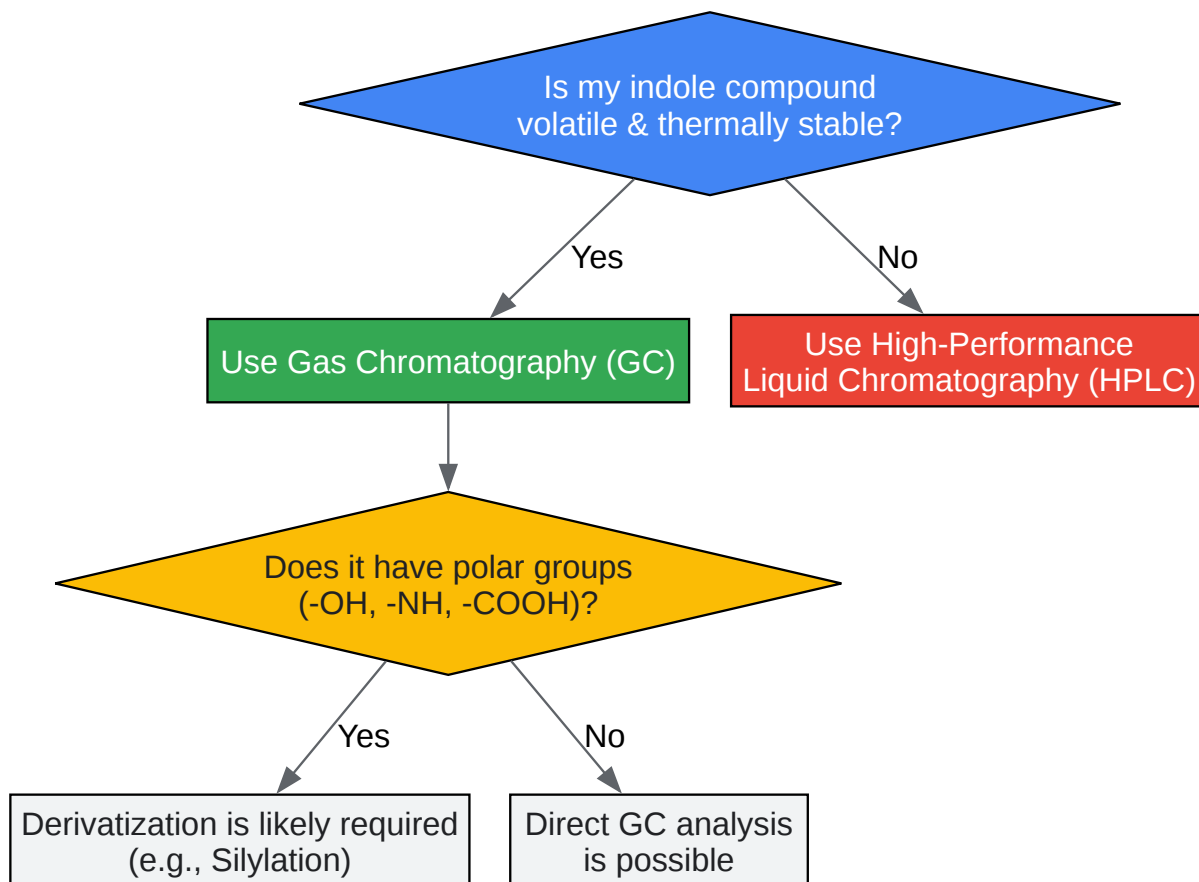 Is my indole compound
volatile & thermally stable?
Yes
No
Use Gas Chromatography (GC)
Use High-Performance
Liquid Chromatography (HPLC)
Does it have polar groups
(-OH, -NH, -COOH)?
Yes
No
Derivatization is likely required
(e.g., Silylation)
Direct GC analysis
is possible